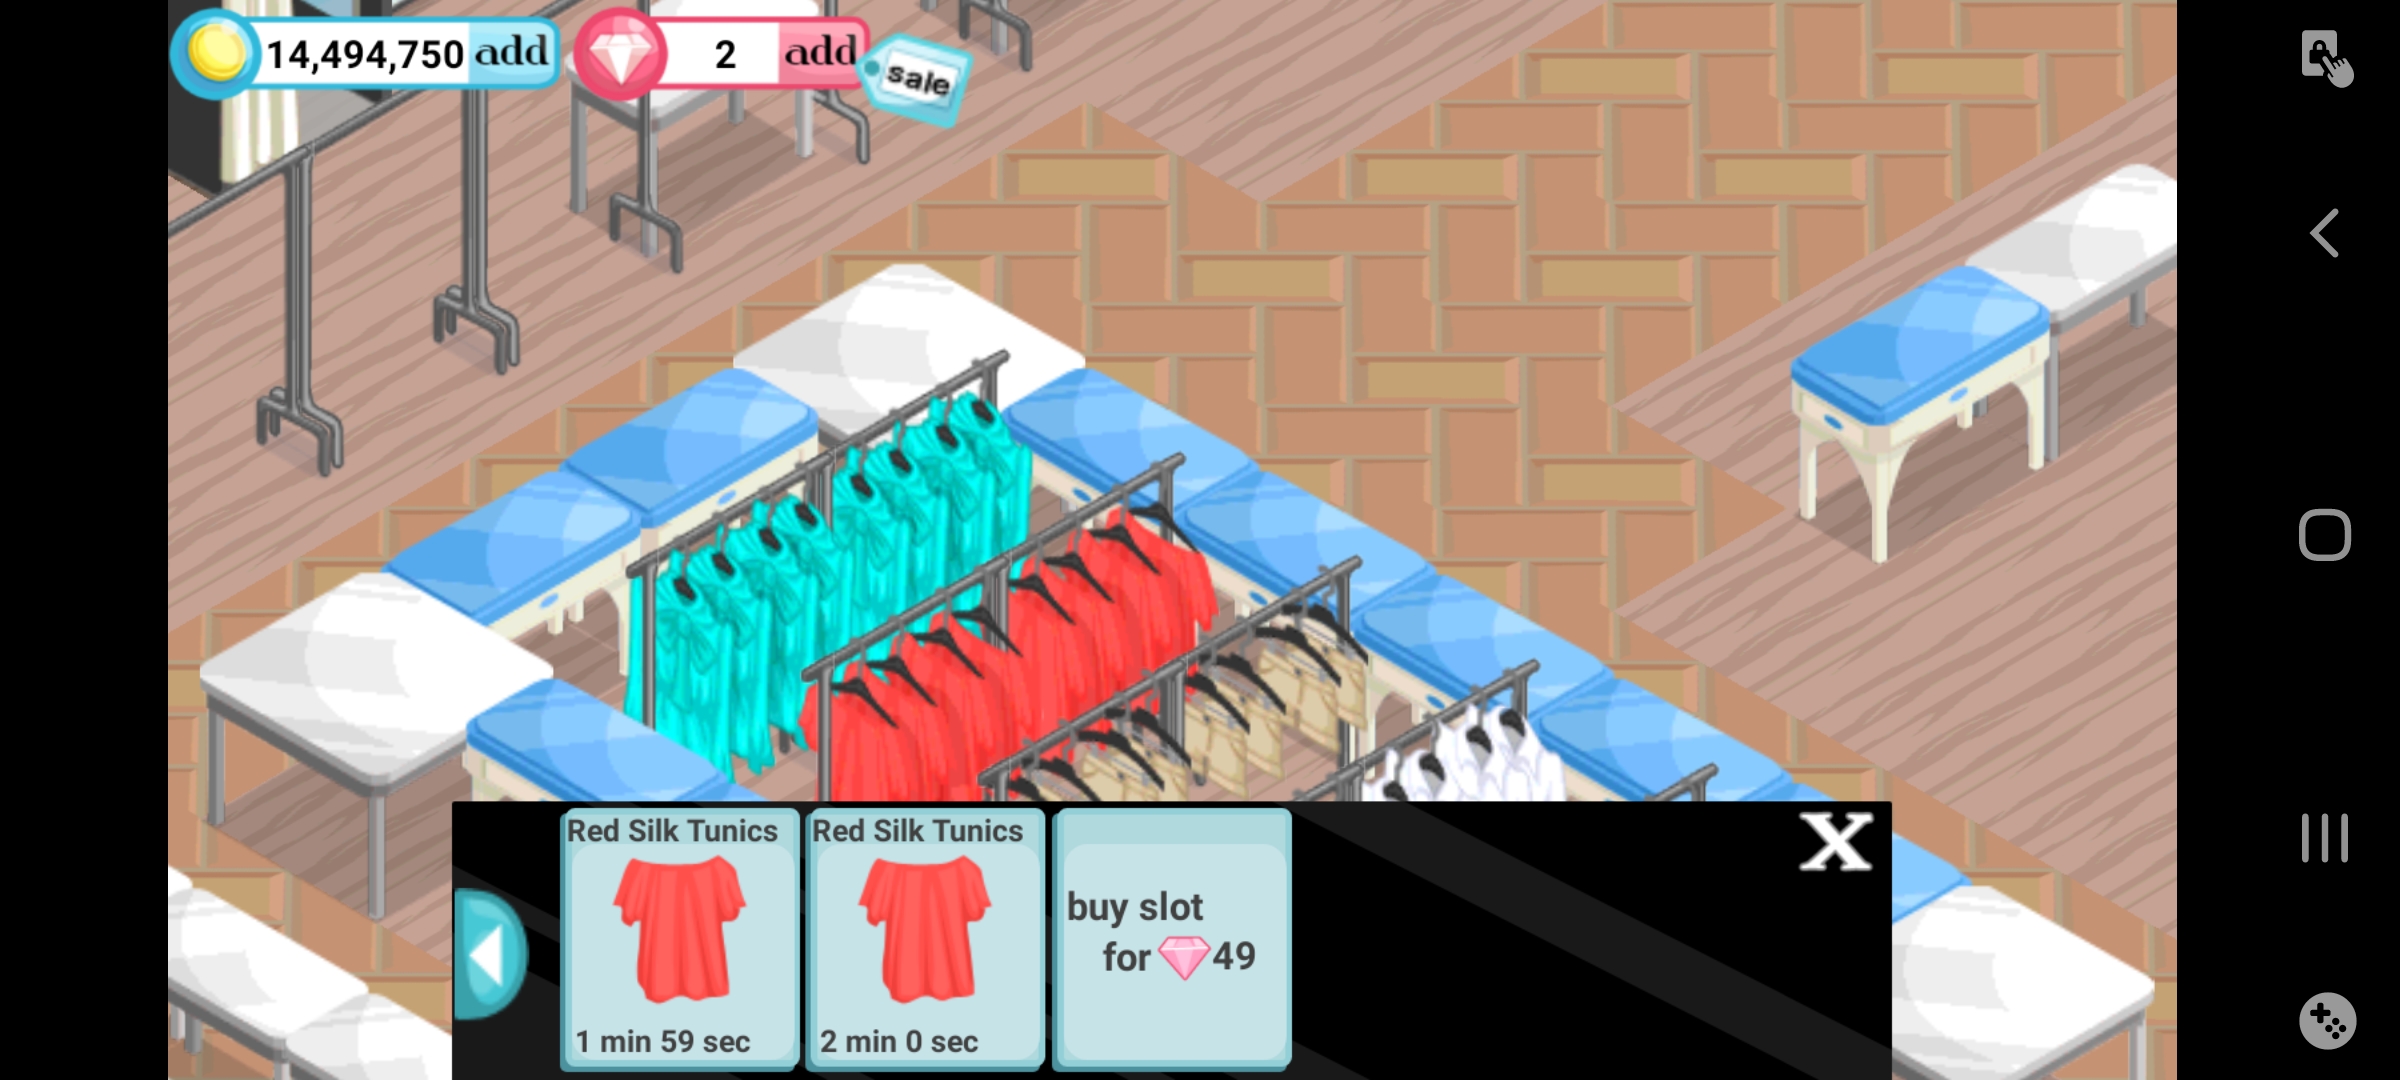 14,494,750 add
2 add
sale
Red Silk Tunics
1 min 59 sec
Red Silk Tunics
2 min 0 sec
buy slot
for 49
X